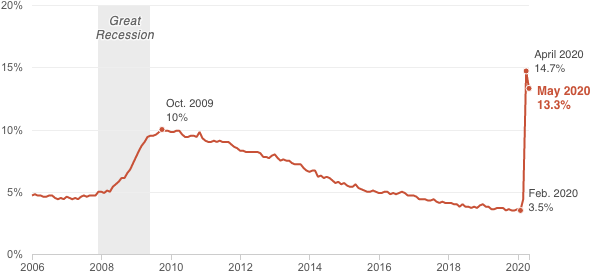 20%
Great
Recession
15%
April 2020
14.7%
May 2020
13.3%
Oct. 2009
10%
10%
5%
Feb. 2020
3.5%
0%
2006
2008
2010
2012
2014
2016
2018
2020